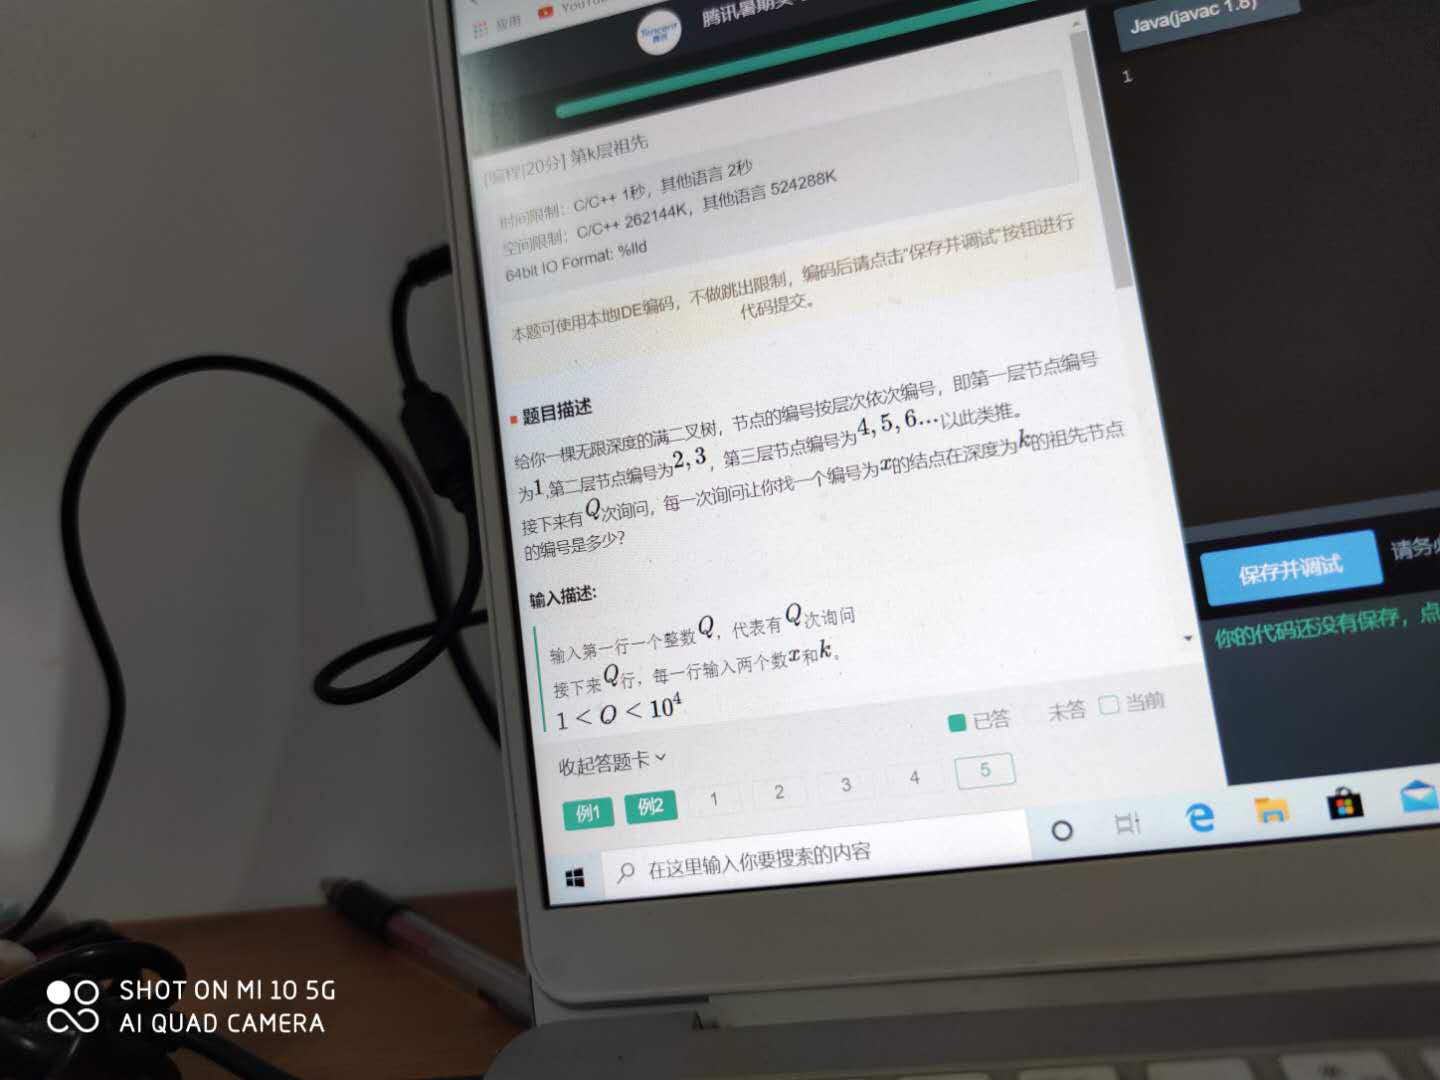 应用
YouTu
Tencent
腾讯
腾讯暑期实
Java(javac 1.8)
1
[编程|20分] 第k层祖先
时间限制：C/C++ 1秒，其他语言 2秒
空间限制：C/C++ 262144K，其他语言 524288K
64bit IO Format: %lld
本题可使用本地IDE编码，不做跳出限制，编码后请点击“保存并调试”按钮进行
代码提交。
题目描述
给你一棵无限深度的满二叉树，节点的编号按层次依次编号，即第一层节点编号
为1,第二层节点编号为2,3，第三层节点编号为4,5,6...以此类推。
接下来有Q次询问，每一次询问让你找一个编号为x的结点在深度为k的祖先节点
的编号是多少？
输入描述:
输入第一行一个整数Q，代表有Q次询问
接下来Q行，每一行输入两个数x和k。
1 < Q < 10⁴
保存并调试
请务必
你的代码还没有保存，点
已答
未答
当前
收起答题卡
例1 例2 1 2 3 4 5
在这里输入你要搜索的内容
SHOT ON MI 10 5G
AI QUAD CAMERA